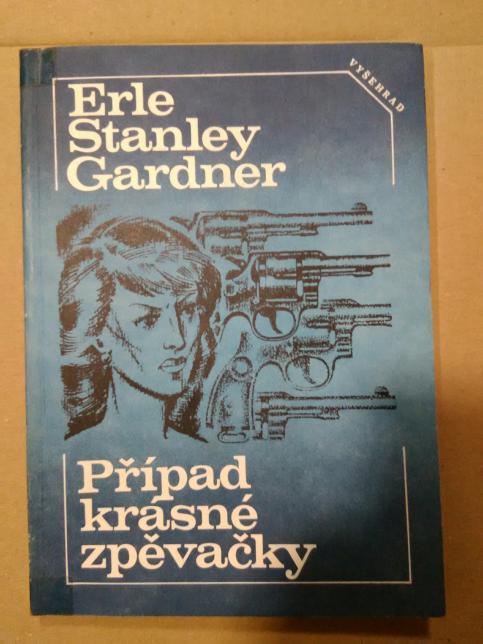 VYŠEHRAD
Erle
Stanley
Gardner
Případ
krásné
zpěvačky